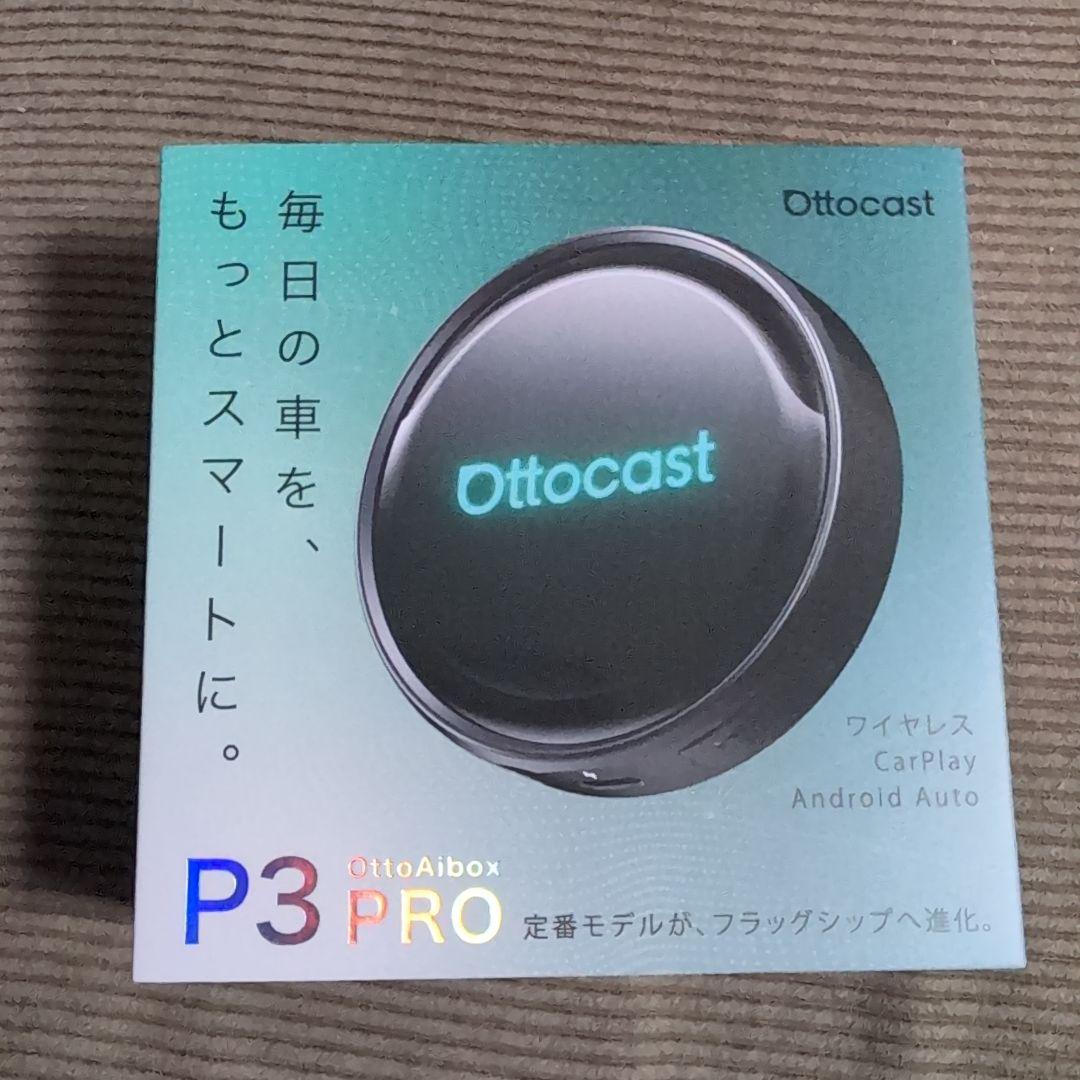 毎日の車を、
もっとスマートに。
Ottocast
Ottocast
ワイヤレス
CarPlay
Android Auto
P3 OttoAibox
PRO
定番モデルが、フラッグシップへ進化。